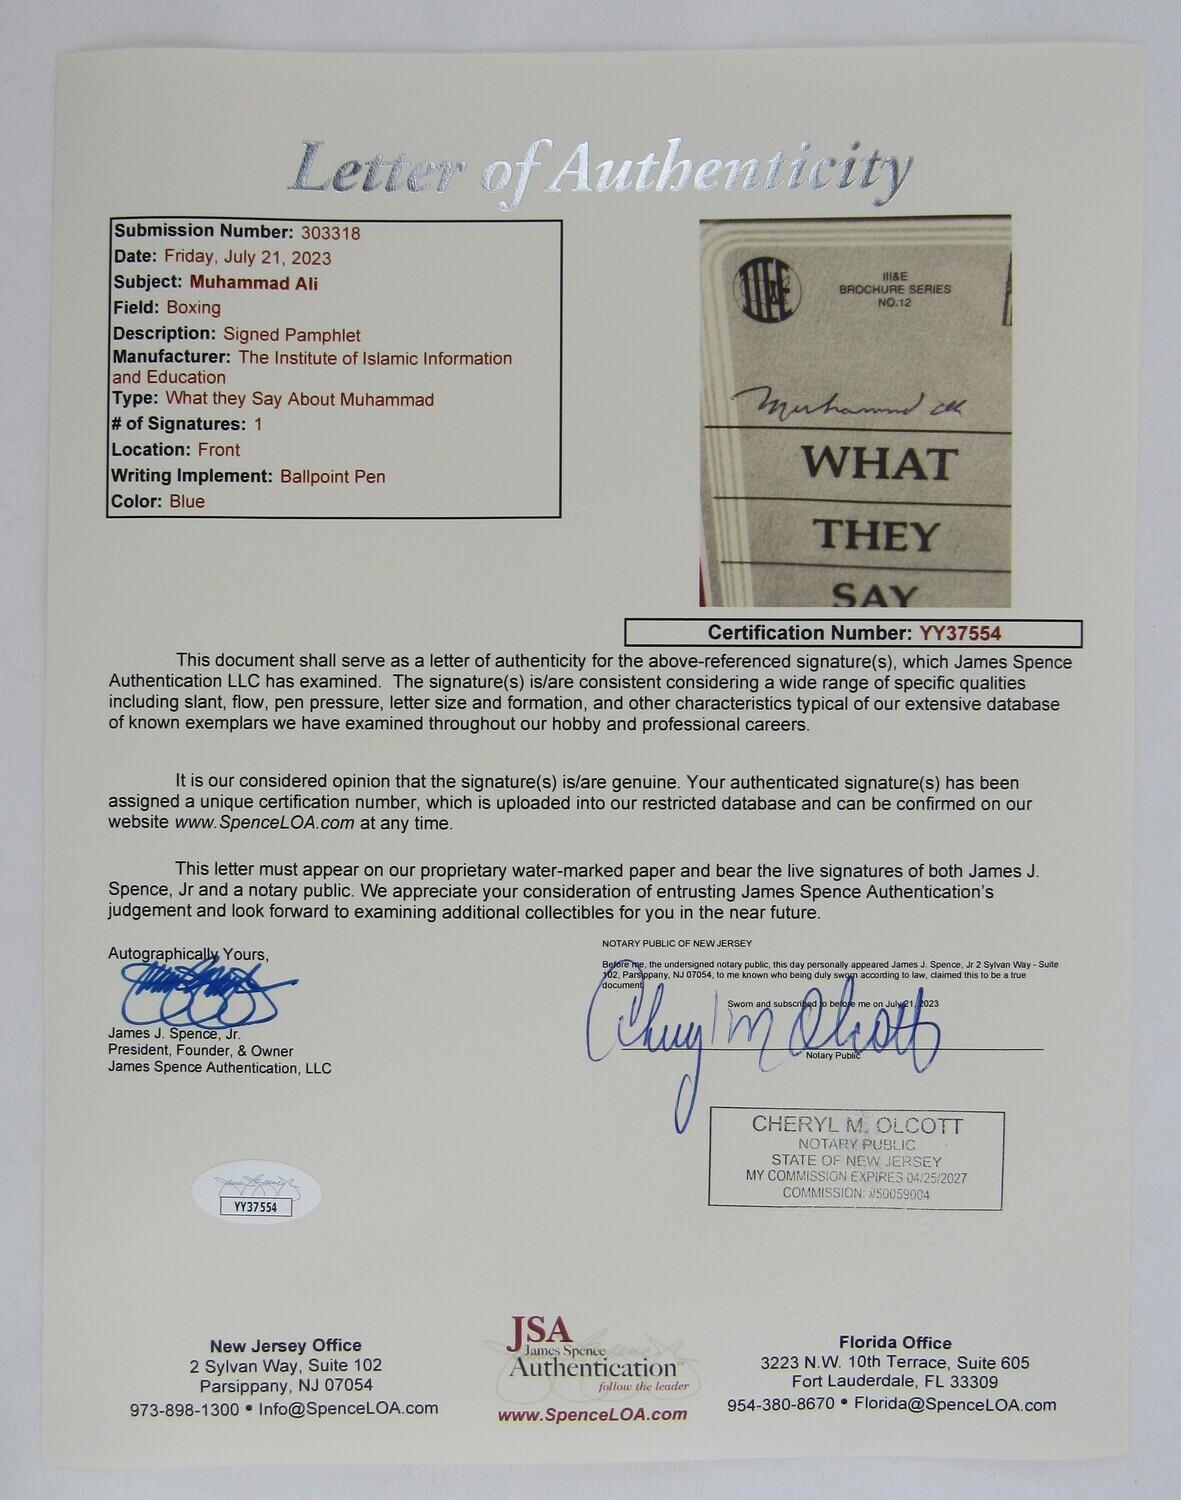 Letter of Authenticity
Submission Number: 303318
Date: Friday, July 21, 2023
Subject: Muhammad Ali
Field: Boxing
Description: Signed Pamphlet
Manufacturer: The Institute of Islamic Information
and Education
Type: What they Say About Muhammad
# of Signatures: 1
Location: Front
Writing Implement: Ballpoint Pen
Color: Blue
III&E
III&E
BROCHURE SERIES
NO.12
Muhammad Ali
WHAT
THEY
SAY
Certification Number: YY37554
This document shall serve as a letter of authenticity for the above-referenced signature(s), which James Spence
Authentication LLC has examined. The signature(s) is/are consistent considering a wide range of specific qualities
including slant, flow, pen pressure, letter size and formation, and other characteristics typical of our extensive database
of known exemplars we have examined throughout our hobby and professional careers.
It is our considered opinion that the signature(s) is/are genuine. Your authenticated signature(s) has been
assigned a unique certification number, which is uploaded into our restricted database and can be confirmed on our
website www.SpenceLOA.com at any time.
This letter must appear on our proprietary water-marked paper and bear the live signatures of both James J.
Spence, Jr and a notary public. We appreciate your consideration of entrusting James Spence Authentication's
judgement and look forward to examining additional collectibles for you in the near future.
Autographically Yours,
James J. Spence, Jr.
President, Founder, & Owner
James Spence Authentication, LLC
NOTARY PUBLIC OF NEW JERSEY
Before me, the undersigned notary public, this day personally appeared James J. Spence, Jr 2 Sylvan Way - Suite
102, Parsippany, NJ 07054, to me known who being duly sworn according to law, claimed this to be a true
document
Sworn and subscribed to before me on July 21, 2023
Cheryl M Olcott
Notary Public
CHERYL M. OLCOTT
NOTARY PUBLIC
STATE OF NEW JERSEY
MY COMMISSION EXPIRES 04/25/2027
COMMISSION: #50059004
YY37554
New Jersey Office
2 Sylvan Way, Suite 102
Parsippany, NJ 07054
973-898-1300 • Info@SpenceLOA.com
JSA
James Spence
Authentication™
follow the leader
www.SpenceLOA.com
Florida Office
3223 N.W. 10th Terrace, Suite 605
Fort Lauderdale, FL 33309
954-380-8670 • Florida@SpenceLOA.com